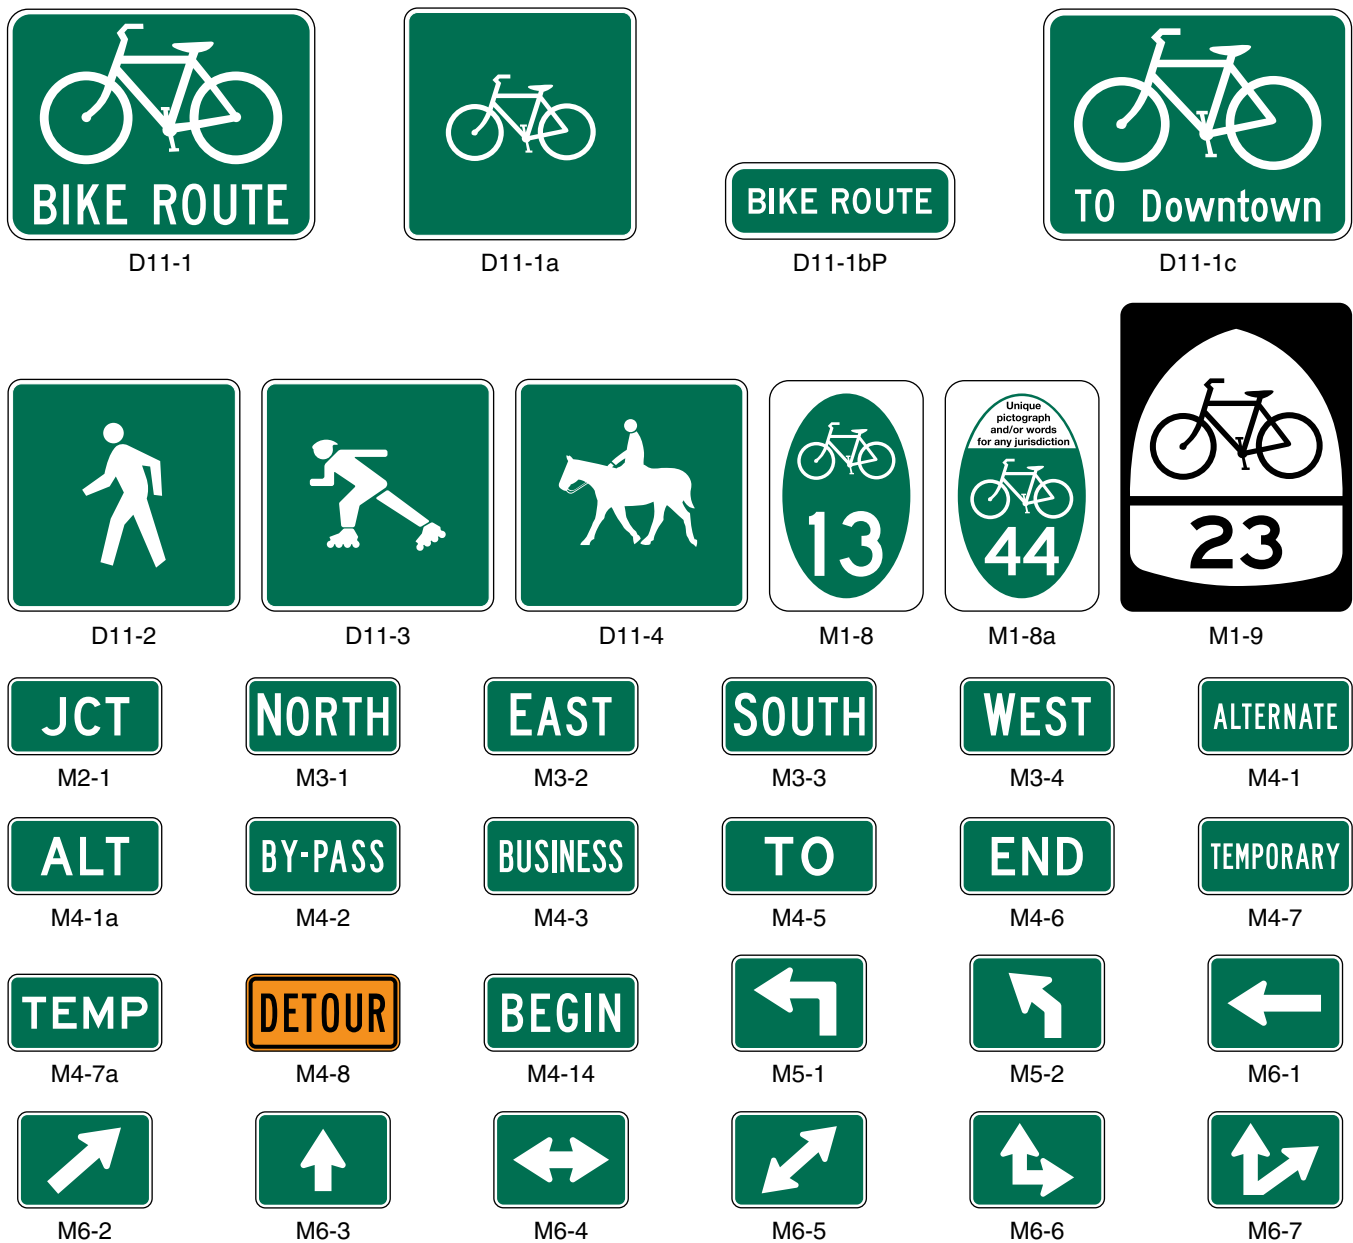 BIKE ROUTE
D11-1
D11-1a
BIKE ROUTE
D11-1bP
TO Downtown
D11-1c
D11-2
D11-3
D11-4
13
M1-8
Unique
pictograph
and/or words
for any jurisdiction
44
M1-8a
23
M1-9
JCT
M2-1
NORTH
M3-1
EAST
M3-2
SOUTH
M3-3
WEST
M3-4
ALTERNATE
M4-1
ALT
M4-1a
BY-PASS
M4-2
BUSINESS
M4-3
TO
M4-5
END
M4-6
TEMPORARY
M4-7
TEMP
M4-7a
DETOUR
M4-8
BEGIN
M4-14
M5-1
M5-2
M6-1
M6-2
M6-3
M6-4
M6-5
M6-6
M6-7